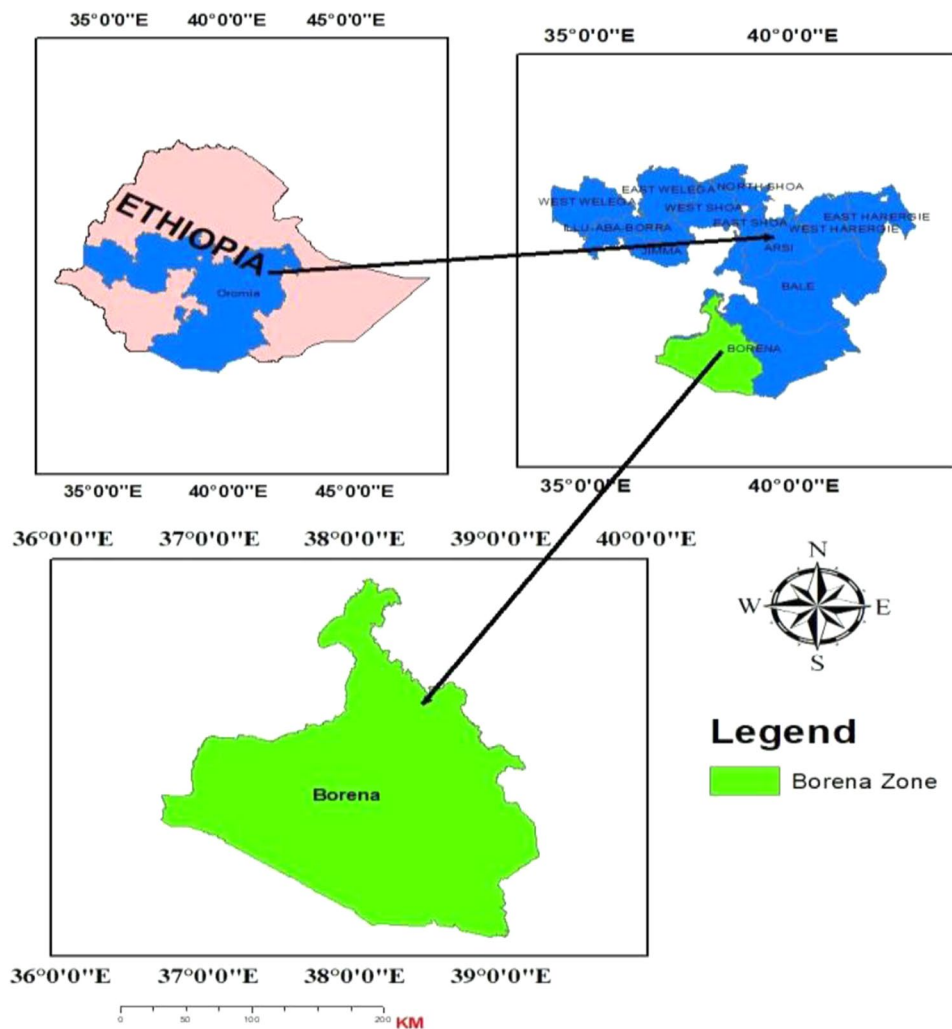 35°0'0"E 40°0'0"E 45°0'0"E
ETHIOPIA
Oromia
35°0'0"E 40°0'0"E 45°0'0"E
35°0'0"E 40°0'0"E
EAST WELEGA NORTH SHOA
WEST WELEGA WEST SHOA
EAST SHOA EAST HARERGIE
ILLU-ABA-BORRA WEST HARERGIE
JIMMA ARSI
BALE
BORENA
35°0'0"E 40°0'0"E
36°0'0"E 37°0'0"E 38°0'0"E 39°0'0"E 40°0'0"E
Borena
36°0'0"E 37°0'0"E 38°0'0"E 39°0'0"E
0 50 100 200 KM
N
W E
S
Legend
Borena Zone